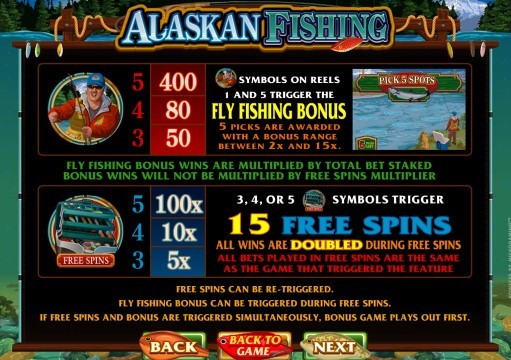 ALASKAN FISHING
5 400
4 80
3 50
SYMBOLS ON REELS
1 AND 5 TRIGGER THE
FLY FISHING BONUS
5 PICKS ARE AWARDED
WITH A BONUS RANGE
BETWEEN 2X AND 15X.
PICK 5 SPOTS
FLY FISHING BONUS WINS ARE MULTIPLIED BY TOTAL BET STAKED
BONUS WINS WILL NOT BE MULTIPLIED BY FREE SPINS MULTIPLIER
FREE SPINS
5 100x
4 10x
3 5x
3, 4, OR 5 SYMBOLS TRIGGER
15 FREE SPINS
ALL WINS ARE DOUBLED DURING FREE SPINS
ALL BETS PLAYED IN FREE SPINS ARE THE SAME
AS THE GAME THAT TRIGGERED THE FEATURE
FREE SPINS CAN BE RE-TRIGGERED.
FLY FISHING BONUS CAN BE TRIGGERED DURING FREE SPINS.
IF FREE SPINS AND BONUS ARE TRIGGERED SIMULTANEOUSLY, BONUS GAME PLAYS OUT FIRST.
BACK
BACK TO
GAME
NEXT